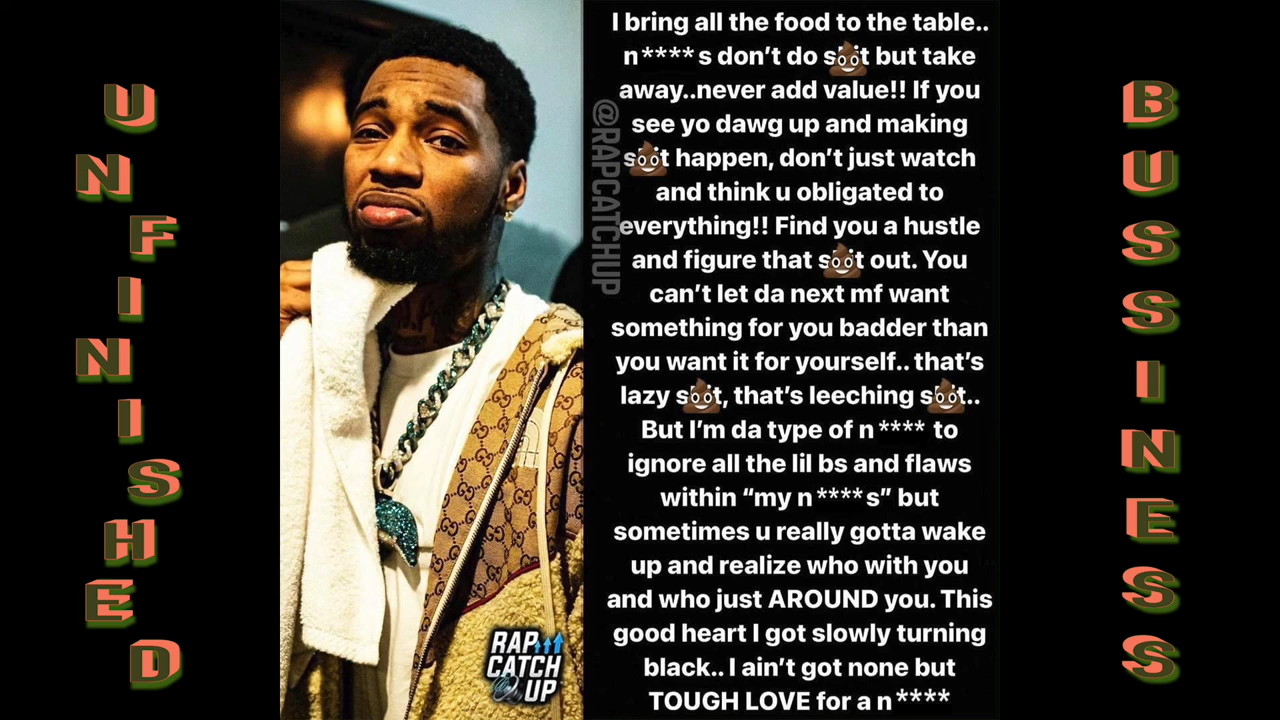 UNFINISHED
I bring all the food to the table..
n****s don't do s💩t but take
away..never add value!! If you
see yo dawg up and making
s💩t happen, don't just watch
and think u obligated to
everything!! Find you a hustle
and figure that s💩t out. You
can't let da next mf want
something for you badder than
you want it for yourself.. that's
lazy s💩t, that's leeching s💩t..
But I'm da type of n**** to
ignore all the lil bs and flaws
within “my n****s” but
sometimes u really gotta wake
up and realize who with you
and who just AROUND you. This
good heart I got slowly turning
black.. I ain't got none but
TOUGH LOVE for a n****
@RAPCATCHUP
RAP
CATCH
UP
BUSSINESS